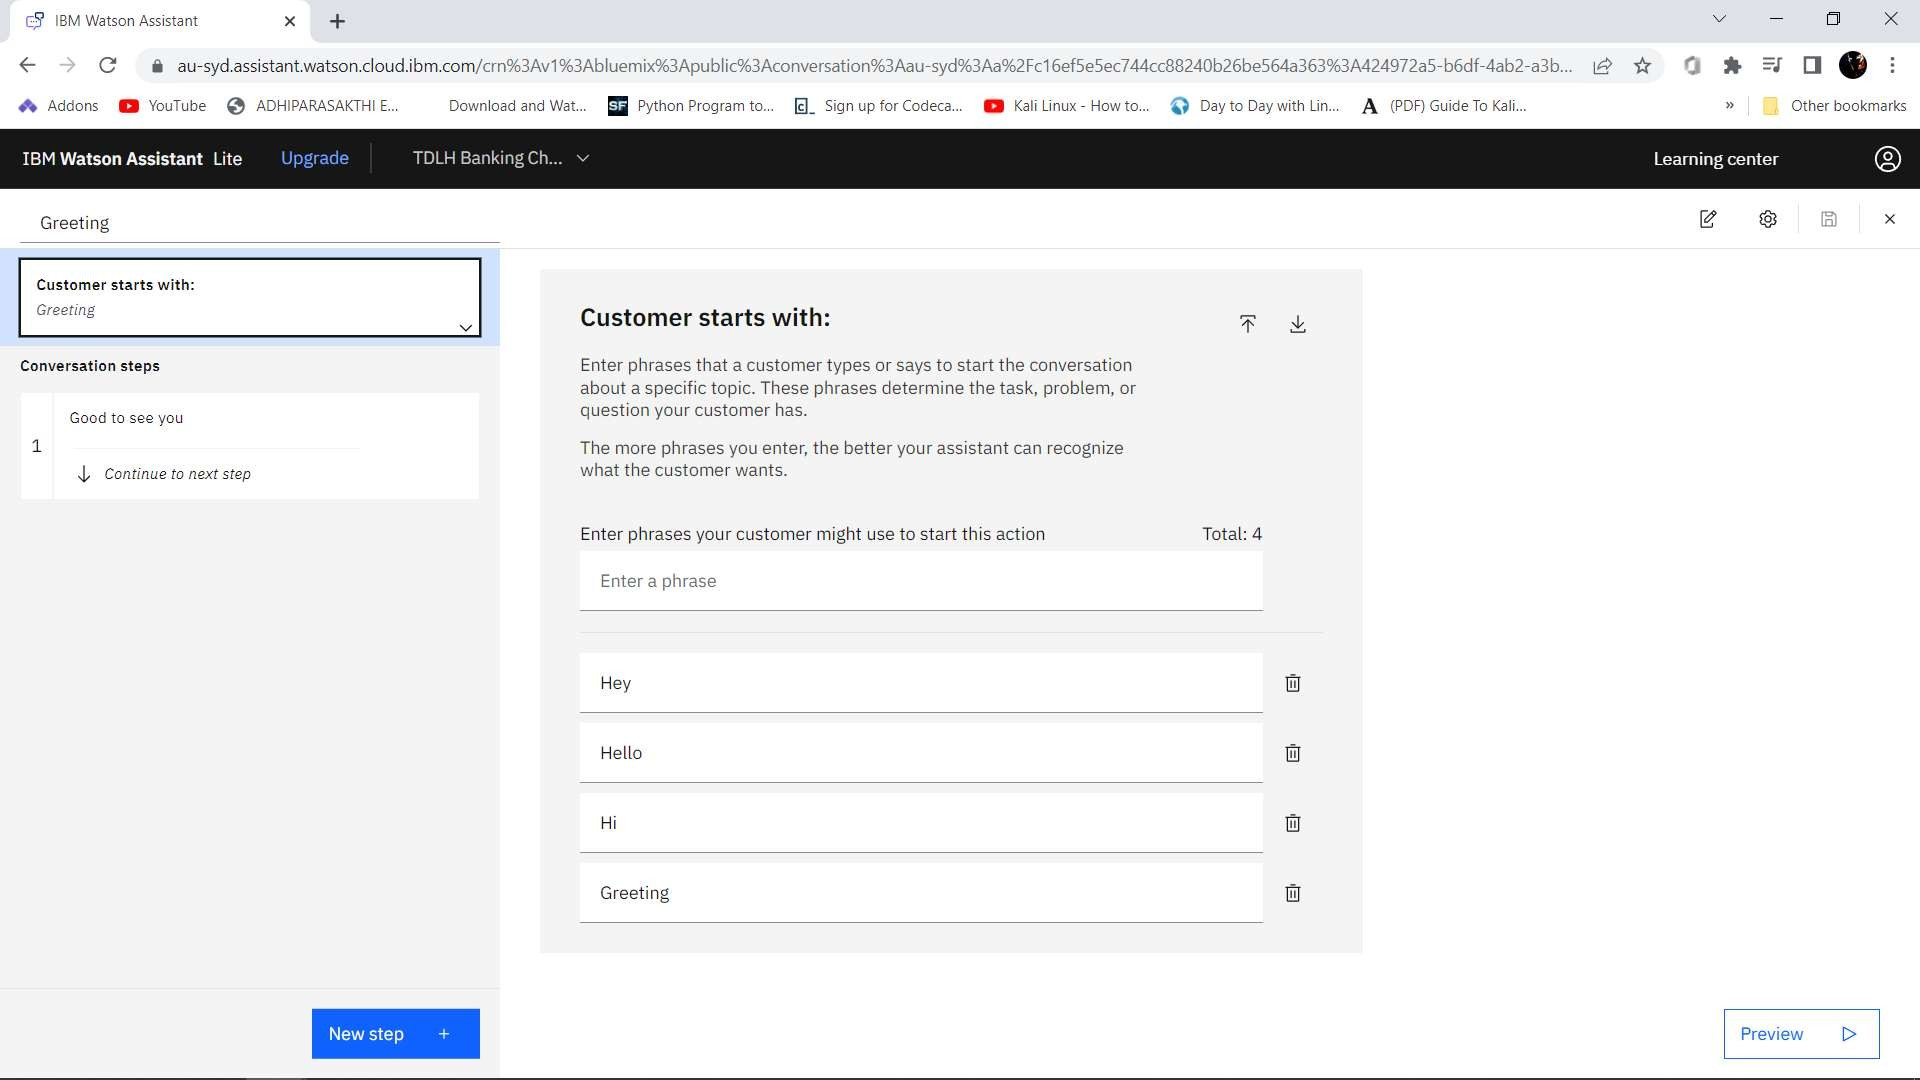 IBM Watson Assistant
au-syd.assistant.watson.cloud.ibm.com/crn%3Av1%3Abluemix%3Apublic%3Aconversation%3Aau-syd%3Aa%2Fc16ef5e5ec744cc88240b26be564a363%3A424972a5-b6df-4ab2-a3b...
Addons YouTube ADHIPARASAKTHI E... Download and Wat... SF Python Program to... c_ Sign up for Codeca... Kali Linux - How to... Day to Day with Lin... A (PDF) Guide To Kali... » Other bookmarks
IBM Watson Assistant Lite Upgrade TDLH Banking Ch... Learning center
Greeting
Customer starts with:
Greeting
Conversation steps
1
Good to see you
Continue to next step
New step +
Customer starts with:
Enter phrases that a customer types or says to start the conversation
about a specific topic. These phrases determine the task, problem, or
question your customer has.
The more phrases you enter, the better your assistant can recognize
what the customer wants.
Enter phrases your customer might use to start this action Total: 4
Enter a phrase
Hey
Hello
Hi
Greeting
Preview